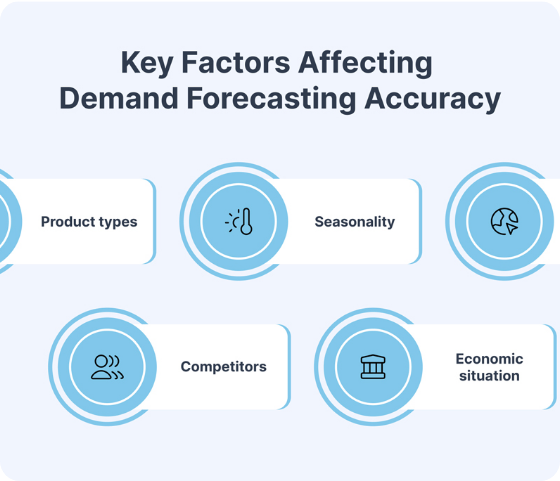 Key Factors Affecting
Demand Forecasting Accuracy
Product types
Seasonality
Competitors
Economic
situation